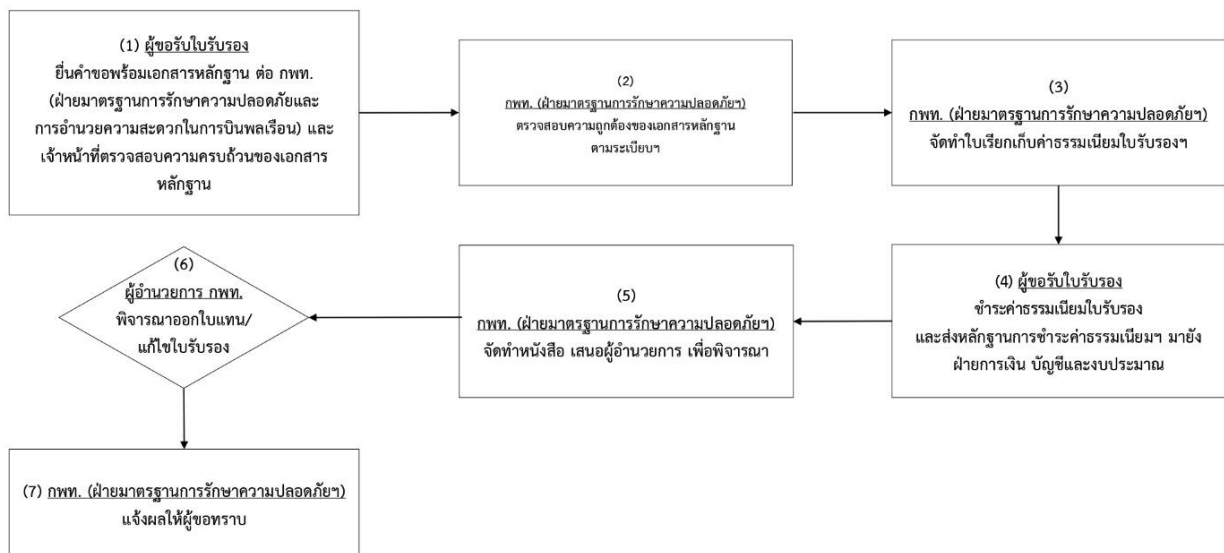 (1) ผู้ขอรับใบรับรอง
ยื่นคำขอพร้อมเอกสารหลักฐาน ต่อ กพท.
(ฝ่ายมาตรฐานการรักษาความปลอดภัยและ
การอำนวยความสะดวกในการบินพลเรือน) และ
เจ้าหน้าที่ตรวจสอบความครบถ้วนของเอกสาร
หลักฐาน
(2)
กพท. (ฝ่ายมาตรฐานการรักษาความปลอดภัยฯ)
ตรวจสอบความถูกต้องของเอกสารหลักฐาน
ตามระเบียบฯ
(3)
กพท. (ฝ่ายมาตรฐานการรักษาความปลอดภัยฯ)
จัดทำใบเรียกเก็บค่าธรรมเนียมใบรับรองฯ
(4) ผู้ขอรับใบรับรอง
ชำระค่าธรรมเนียมใบรับรอง
และส่งหลักฐานการชำระค่าธรรมเนียมฯ มายัง
ฝ่ายการเงิน บัญชีและงบประมาณ
(5)
กพท. (ฝ่ายมาตรฐานการรักษาความปลอดภัยฯ)
จัดทำหนังสือ เสนอผู้อำนวยการ เพื่อพิจารณา
(6)
ผู้อำนวยการ กพท.
พิจารณาออกใบแทน/
แก้ไขใบรับรอง
(7) กพท. (ฝ่ายมาตรฐานการรักษาความปลอดภัยฯ)
แจ้งผลให้ผู้ขอทราบ